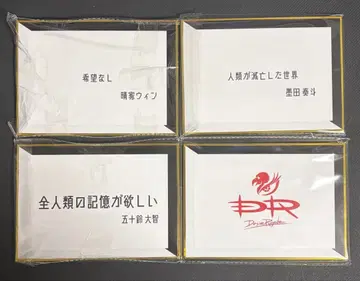 希望なし
晴宮ウィン
人類が滅亡した世界
墨田 奏斗
全人類の記憶が欲しい
五十鈴 大智
DR